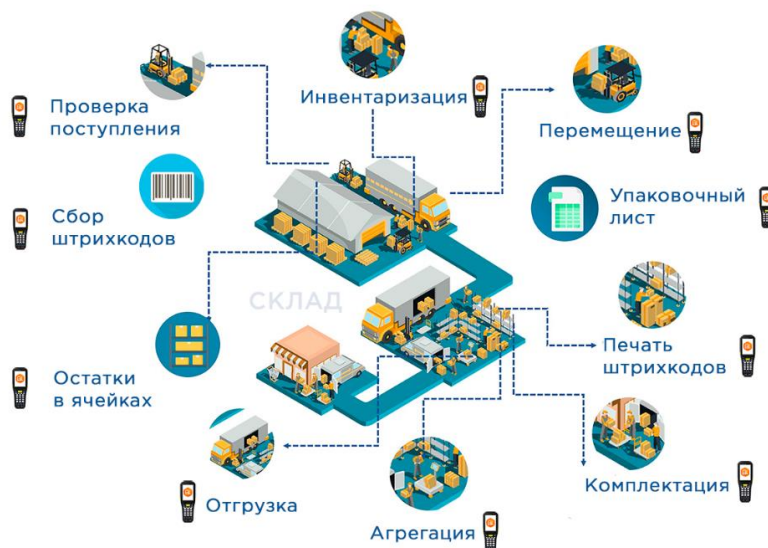 Инвентаризация
Проверка
поступления
Перемещение
Сбор
штрихкодов
Упаковочный
лист
СКЛАД
Остатки
в ячейках
Печать
штрихкодов
Отгрузка
Агрегация
Комплектация